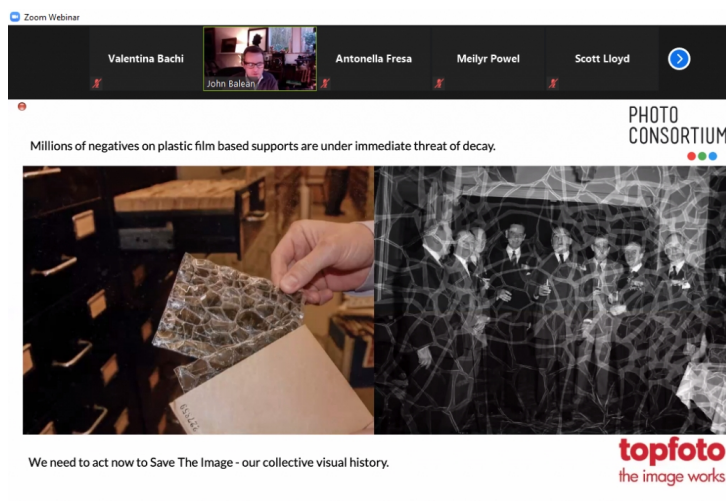 Zoom Webinar
Valentina Bachi
John Balean
Antonella Fresa
Meilyr Powel
Scott Lloyd
PHOTO
CONSORTIUM
Millions of negatives on plastic film based supports are under immediate threat of decay.
We need to act now to Save The Image - our collective visual history.
topfoto
the image works